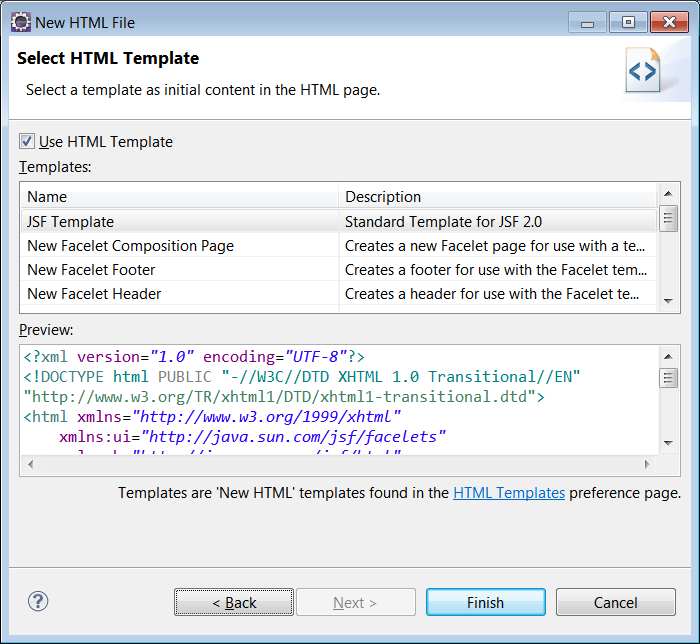 New HTML File
Select HTML Template
Select a template as initial content in the HTML page.
Use HTML Template
Templates:
Name Description
JSF Template Standard Template for JSF 2.0
New Facelet Composition Page Creates a new Facelet page for use with a te...
New Facelet Footer Creates a footer for use with the Facelet tem...
New Facelet Header Creates a header for use with the Facelet te...
Preview:
<?xml version="1.0" encoding="UTF-8"?>
<!DOCTYPE html PUBLIC "-//W3C//DTD XHTML 1.0 Transitional//EN"
"http://www.w3.org/TR/xhtml1/DTD/xhtml1-transitional.dtd">
<html xmlns="http://www.w3.org/1999/xhtml"
xmlns:ui="http://java.sun.com/jsf/facelets"
Templates are 'New HTML' templates found in the HTML Templates preference page.
? < Back Next > Finish Cancel